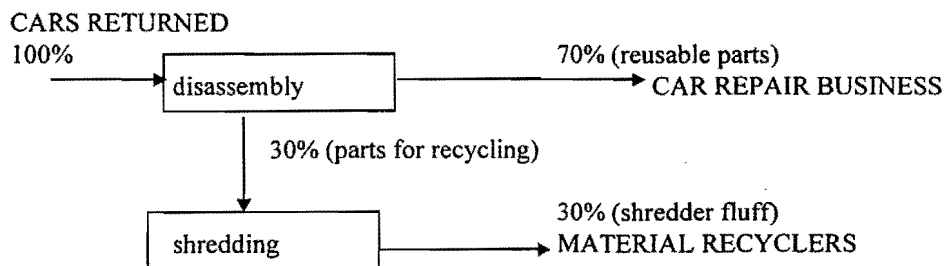 CARS RETURNED
100%
disassembly
70% (reusable parts)
CAR REPAIR BUSINESS
30% (parts for recycling)
shredding
30% (shredder fluff)
MATERIAL RECYCLERS